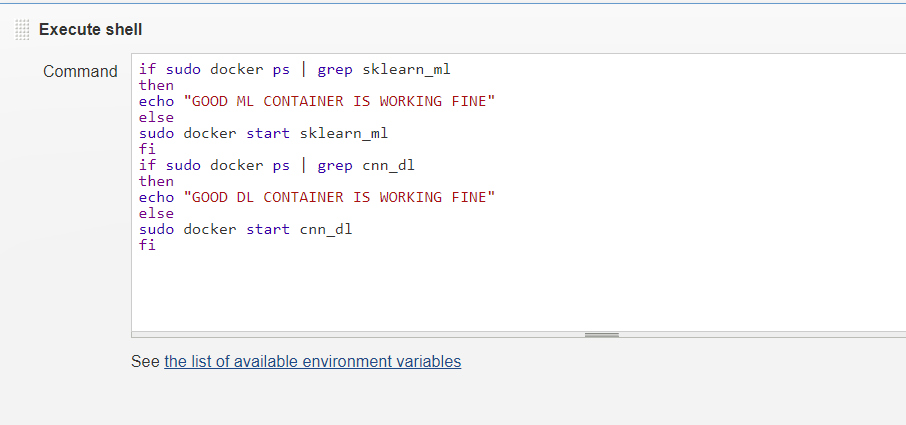 Execute shell
Command
if sudo docker ps | grep sklearn_ml
then
echo "GOOD ML CONTAINER IS WORKING FINE"
else
sudo docker start sklearn_ml
fi
if sudo docker ps | grep cnn_dl
then
echo "GOOD DL CONTAINER IS WORKING FINE"
else
sudo docker start cnn_dl
fi
See the list of available environment variables